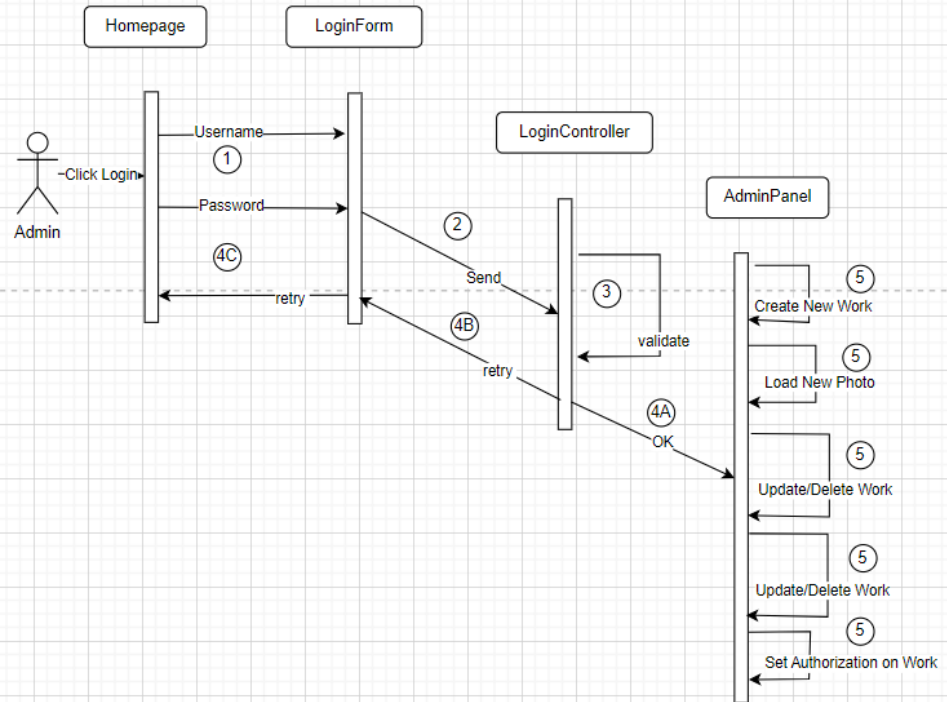 Homepage
LoginForm
Username
LoginController
1
Click Login
AdminPanel
Password
2
Admin
4C
Send
5
3
retry
Create New Work
4B
validate
5
retry
Load New Photo
4A
OK
5
Update/Delete Work
5
Update/Delete Work
5
Set Authorization on Work